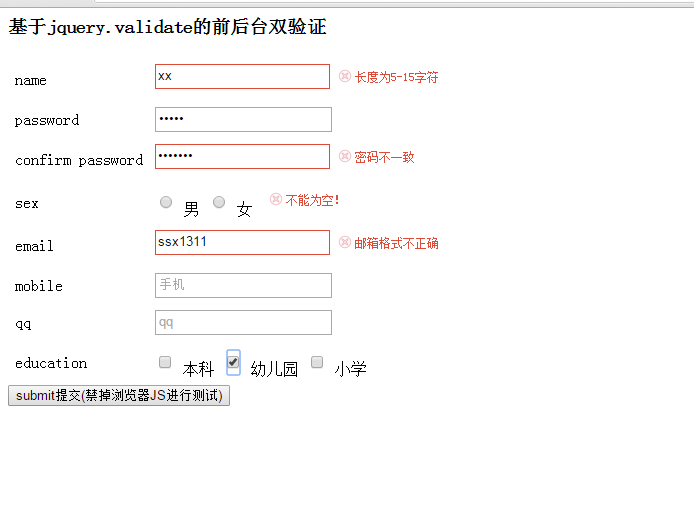 基于jquery.validate的前后台双验证
name xx 长度为5-15字符
password •••••
confirm password ••••••• 密码不一致
sex 男 女 不能为空!
email ssx1311 邮箱格式不正确
mobile 手机
qq qq
education 本科 幼儿园 小学
submit提交(禁掉浏览器JS进行测试)